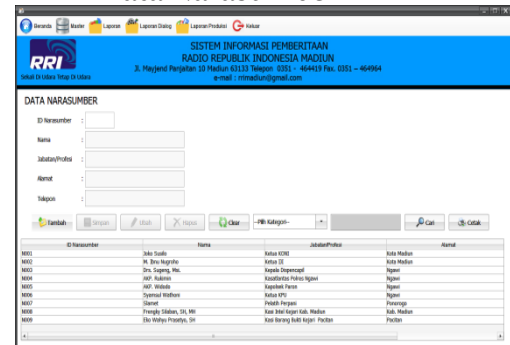 Beranda Master Laporan Laporan Dialog Laporan Produksi Keluar
RRI
Sekali Di Udara Tetap Di Udara
SISTEM INFORMASI PEMBERITAAN
RADIO REPUBLIK INDONESIA MADIUN
Jl. Mayjend Panjaitan 10 Madiun 63133 Telepon 0351 - 464419 Fax. 0351 – 464964
e-mail : rrimadiun@gmail.com
DATA NARASUMBER
ID Narasumber :
Nama :
Jabatan/Profesi :
Alamat :
Telepon :
Tambah Simpan Ubah Hapus Clear --Pilih Kategori-- Cari Cetak
ID Narasumber Nama Jabatan/Profesi Alamat
N001 Joko Susilo Ketua KONI Kota Madiun
N002 M. Ibnu Nugroho Ketua Kota Madiun
N003 Drs. Sugeng, Msi. Kepala Dispencapil Ngawi
N004 AKP. Rukimin Kasatlantas Polres Ngawi Ngawi
N005 AKP. Widodo Kapolsek Paron Ngawi
N006 Syamsul Wathoni Ketua KPU Ngawi
N007 Slamet Pelatih Pergani Ponorogo
N008 Frengky Silaban, SH, MH Kasi Intel Kejari Kab. Madiun Kab. Madiun
N009 Eko Wahyu Prasetyo, SH Kasi Barang Bukti Kejari Pacitan Pacitan